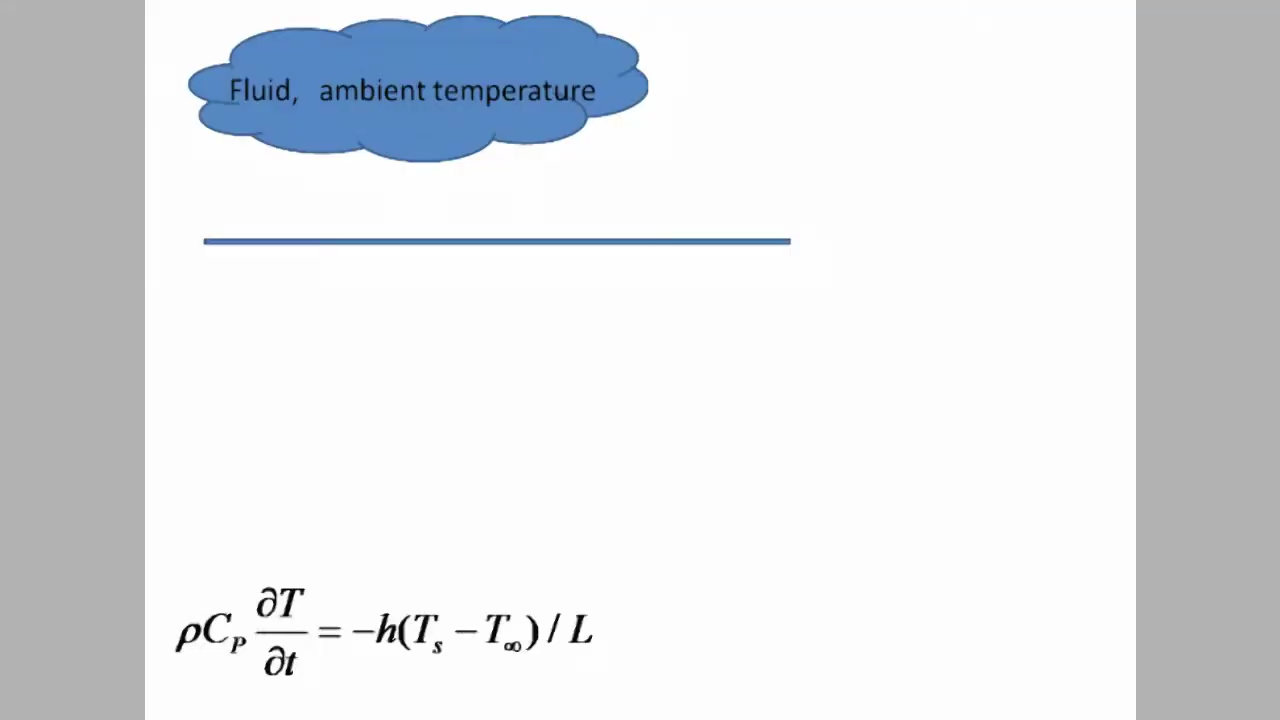 Fluid, ambient temperature
ρC_P ∂T/∂t = −h(T_s − T_∞) / L